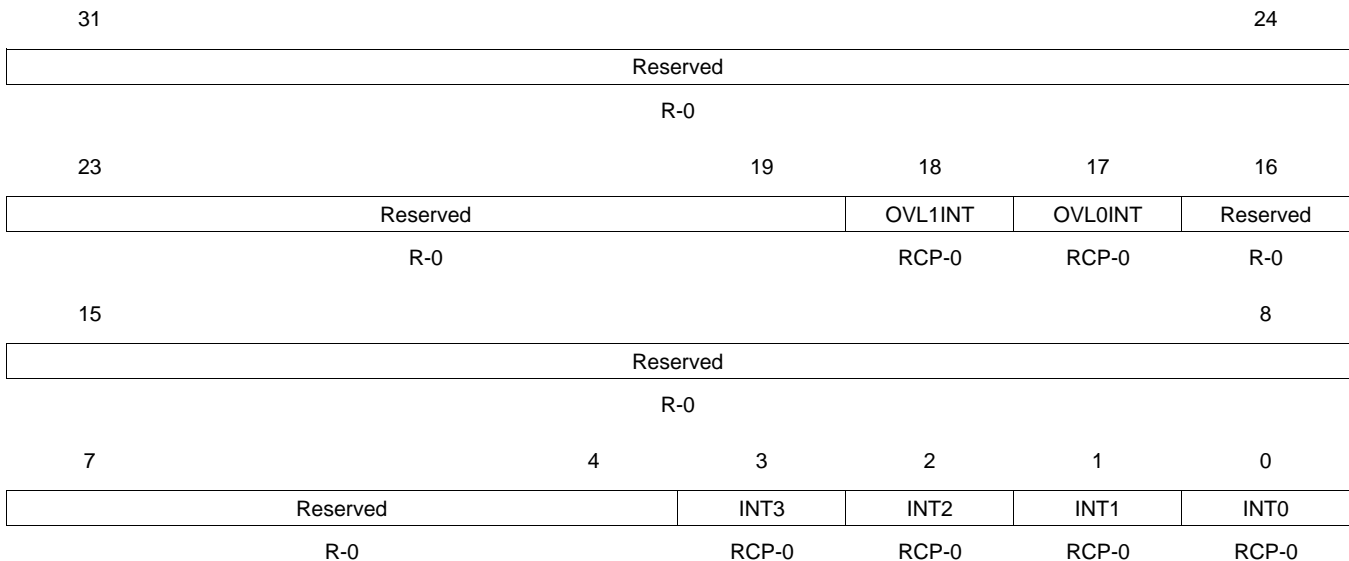 31 24
Reserved
R-0
23 19 18 17 16
Reserved OVL1INT OVL0INT Reserved
R-0 RCP-0 RCP-0 R-0
15 8
Reserved
R-0
7 4 3 2 1 0
Reserved INT3 INT2 INT1 INT0
R-0 RCP-0 RCP-0 RCP-0 RCP-0